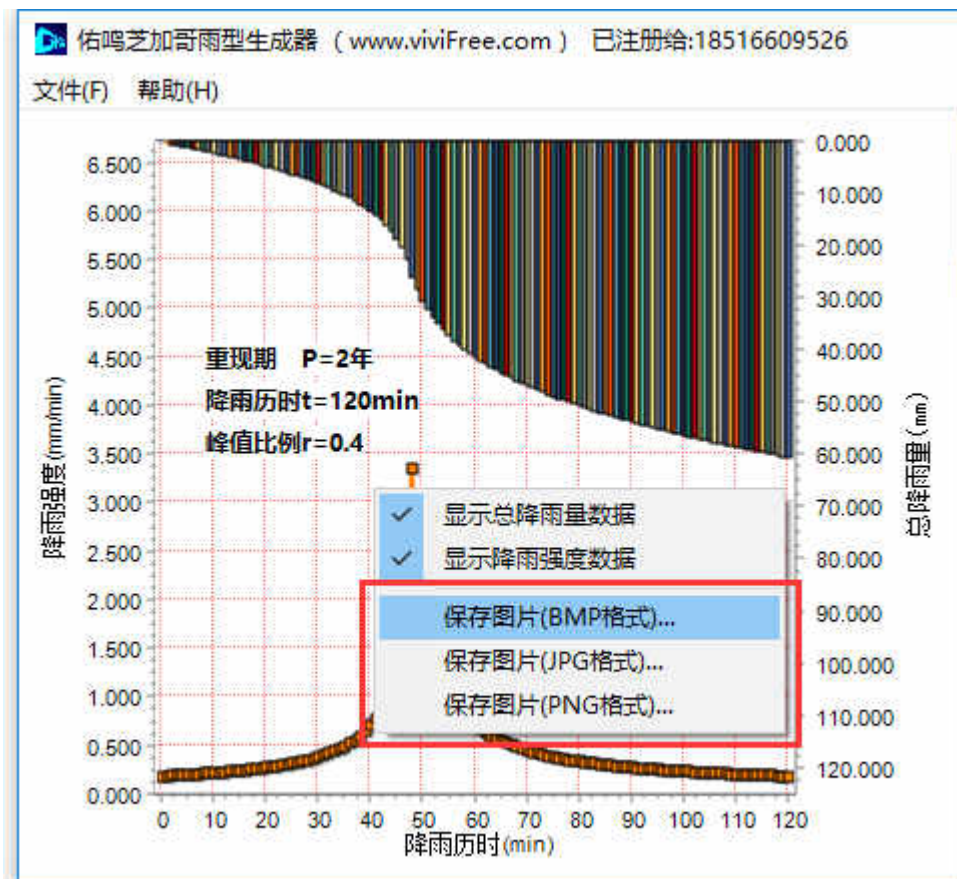 佑鸣芝加哥雨型生成器 （www.viviFree.com） 已注册给:18516609526
文件(F) 帮助(H)
6.500
6.000
5.500
5.000
4.500
4.000
3.500
3.000
2.500
2.000
1.500
1.000
0.500
0.000
降雨强度(mm/min)
重现期 P=2年
降雨历时t=120min
峰值比例r=0.4
显示总降雨量数据
显示降雨强度数据
保存图片(BMP格式)...
保存图片(JPG格式)...
保存图片(PNG格式)...
0.000
10.000
20.000
30.000
40.000
50.000
60.000
70.000
80.000
90.000
100.000
110.000
120.000
总降雨量(mm)
0 10 20 30 40 50 60 70 80 90 100 110 120
降雨历时(min)